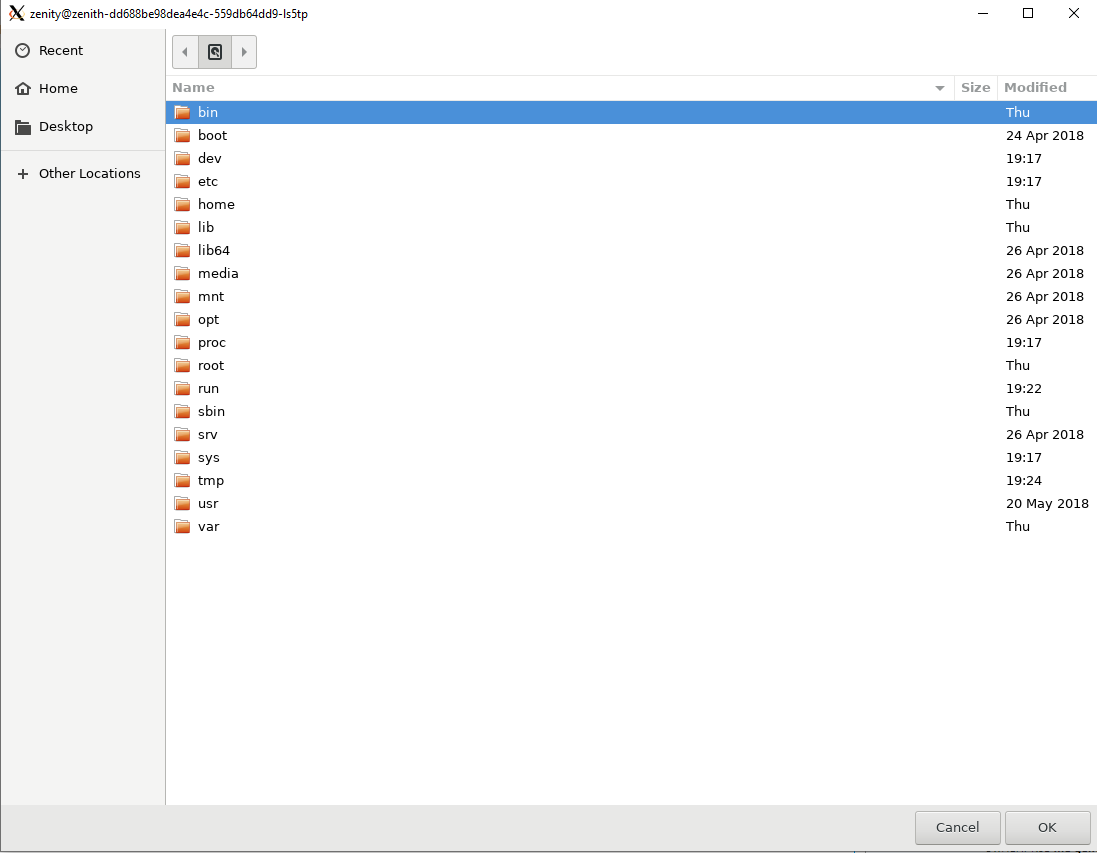 zenity@zenith-dd688be98dea4e4c-559db64dd9-ls5tp
Recent
Home
Desktop
Other Locations
Name Size Modified
bin Thu
boot 24 Apr 2018
dev 19:17
etc 19:17
home Thu
lib Thu
lib64 26 Apr 2018
media 26 Apr 2018
mnt 26 Apr 2018
opt 26 Apr 2018
proc 19:17
root Thu
run 19:22
sbin Thu
srv 26 Apr 2018
sys 19:17
tmp 19:24
usr 20 May 2018
var Thu
Cancel OK